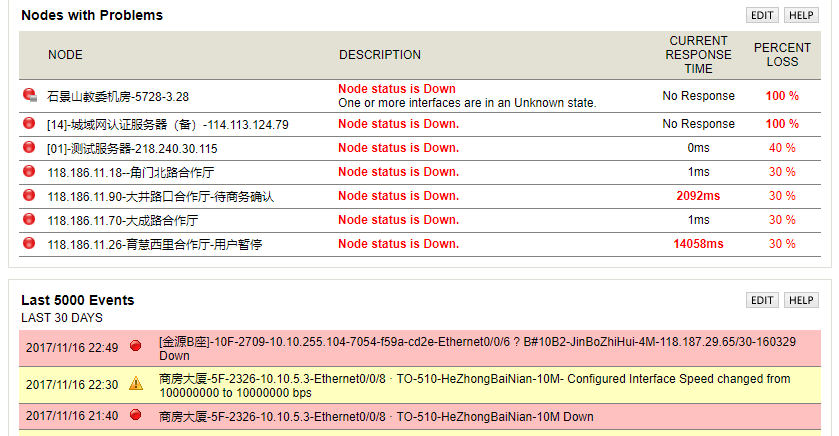 Nodes with Problems
EDIT HELP
NODE DESCRIPTION CURRENT RESPONSE TIME PERCENT LOSS
石景山教委机房-5728-3.28 Node status is Down No Response 100 %
One or more interfaces are in an Unknown state.
[14]-城域网认证服务器（备）-114.113.124.79 Node status is Down. No Response 100 %
[01]-测试服务器-218.240.30.115 Node status is Down. 0ms 40 %
118.186.11.18--角门北路合作厅 Node status is Down. 1ms 30 %
118.186.11.90-大井路口合作厅-待商务确认 Node status is Down. 2092ms 30 %
118.186.11.70-大成路合作厅 Node status is Down. 1ms 30 %
118.186.11.26-育慧西里合作厅-用户暂停 Node status is Down. 14058ms 30 %
Last 5000 Events
EDIT HELP
LAST 30 DAYS
2017/11/16 22:49 [金源B座]-10F-2709-10.10.255.104-7054-f59a-cd2e-Ethernet0/0/6 ? B#10B2-JinBoZhiHui-4M-118.187.29.65/30-160329
Down
2017/11/16 22:30 商房大厦-5F-2326-10.10.5.3-Ethernet0/0/8 · TO-510-HeZhongBaiNian-10M- Configured Interface Speed changed from
100000000 to 10000000 bps
2017/11/16 21:40 商房大厦-5F-2326-10.10.5.3-Ethernet0/0/8 · TO-510-HeZhongBaiNian-10M Down